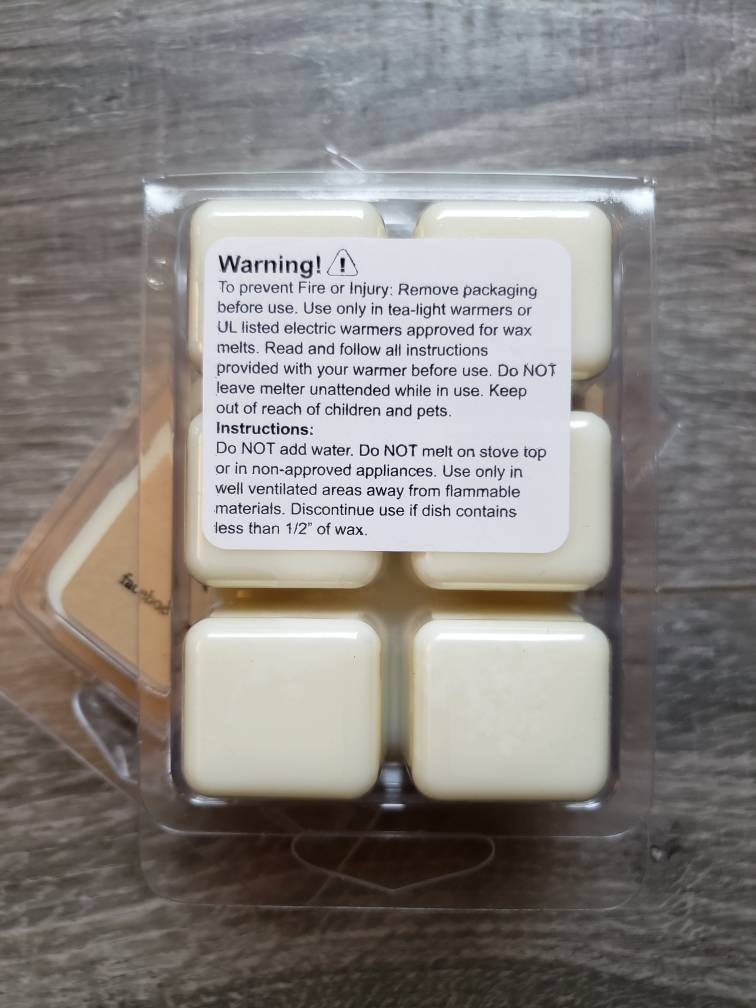 Warning! ⚠
To prevent Fire or Injury: Remove packaging
before use. Use only in tea-light warmers or
UL listed electric warmers approved for wax
melts. Read and follow all instructions
provided with your warmer before use. Do NOT
leave melter unattended while in use. Keep
out of reach of children and pets.
Instructions:
Do NOT add water. Do NOT melt on stove top
or in non-approved appliances. Use only in
well ventilated areas away from flammable
materials. Discontinue use if dish contains
less than 1/2” of wax.